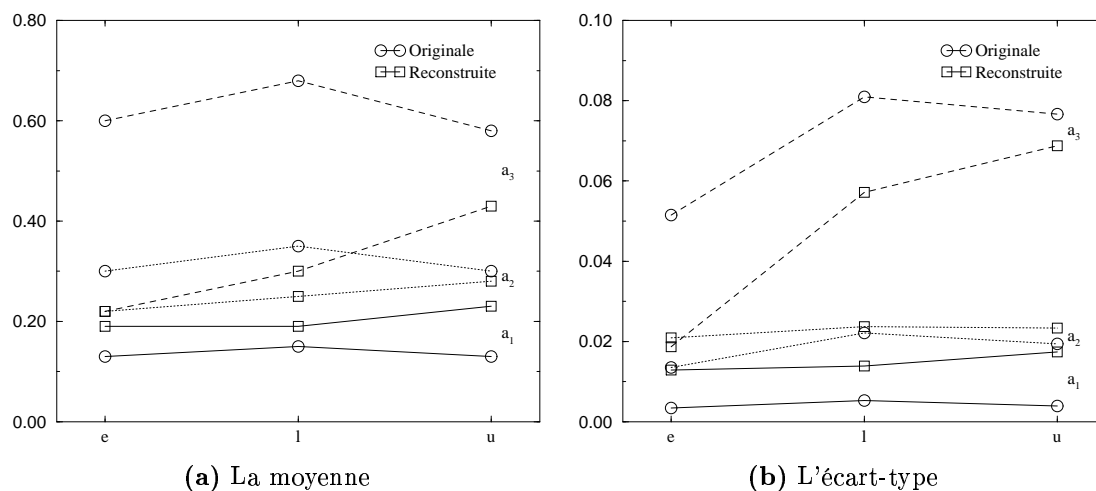 0.80
Originale
Reconstruite
0.60
a3
0.40
a2
0.20
a1
0.00
e l u
(a) La moyenne
0.10
Originale
Reconstruite
0.08
a3
0.06
0.04
0.02
a2
a1
0.00
e l u
(b) L'écart-type